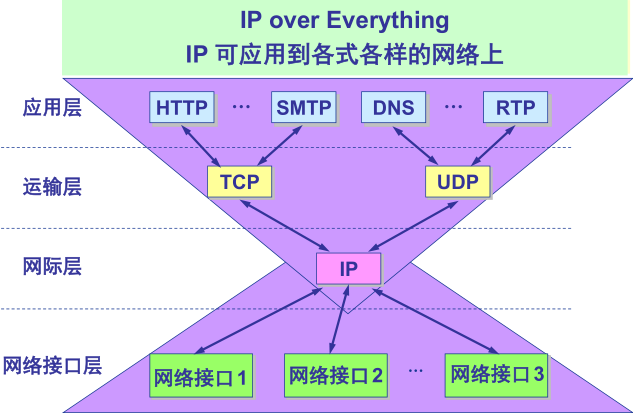 IP over Everything
IP 可应用到各式各样的网络上
应用层 HTTP … SMTP DNS … RTP
运输层 TCP UDP
网际层 IP
网络接口层 网络接口 1 网络接口 2 … 网络接口 3